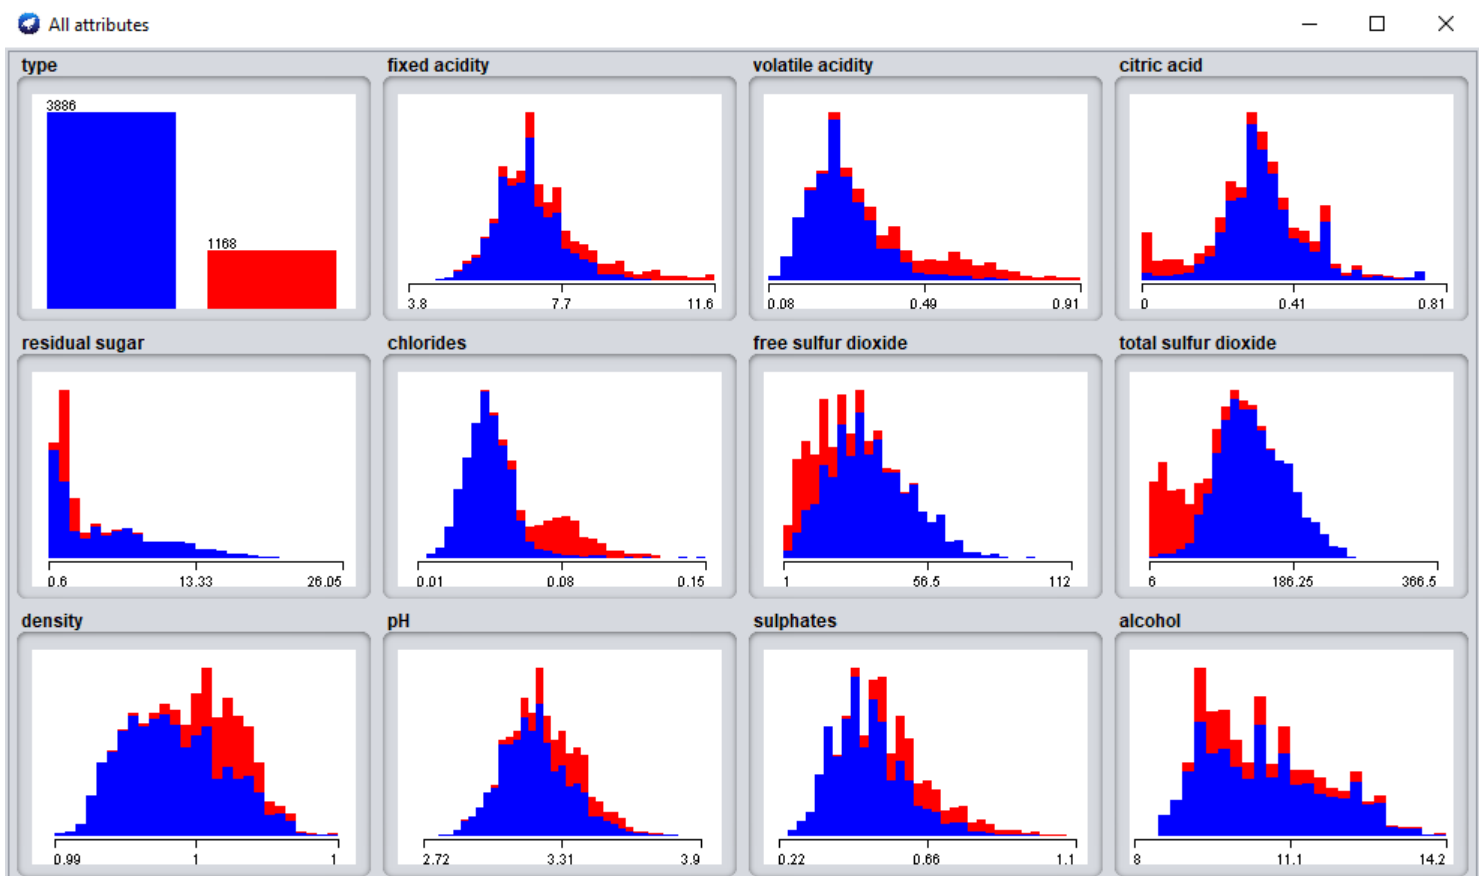 All attributes
type
fixed acidity
volatile acidity
citric acid
3886
1168
3.8 7.7 11.6
0.08 0.49 0.91
0 0.41 0.81
residual sugar
chlorides
free sulfur dioxide
total sulfur dioxide
0.6 13.33 26.05
0.01 0.08 0.15
1 56.5 112
6 186.25 366.5
density
pH
sulphates
alcohol
0.99 1 1
2.72 3.31 3.9
0.22 0.66 1.1
8 11.1 14.2